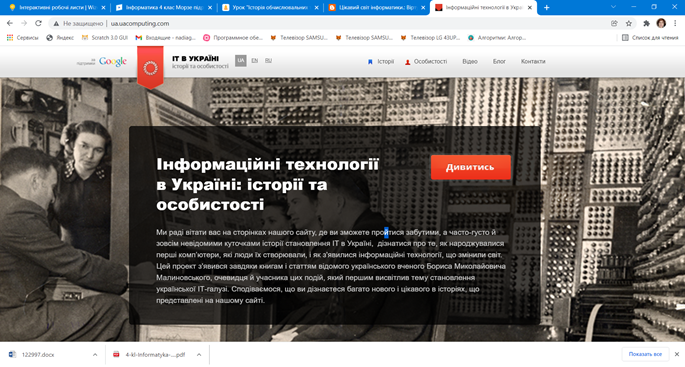 Інтерактивні робочі листи | Wo
Інформатика 4 клас Морзе підр
Урок "Історія обчислювальних
Цікавий світ інформатики.: Вірт
Інформаційні технології в Укра
Не защищено | ua.uacomputing.com
Сервисы
Яндекс
Scratch 3.0 GUI
Входящие - nadiag...
Програмное обе...
Телевізор SAMSU...
Телевізор SAMSU...
Телевізор LG 43UP...
Алгоритми: Алгор...
Список для чтения
Google
ІТ В УКРАЇНІ
історії та особистості
UA
EN
RU
Історії
Особистості
Відео
Блог
Контакти
Інформаційні технології
в Україні: історії та
особистості
Дивитись
Ми раді вітати вас на сторінках нашого сайту, де ви зможете пройтися забутими, а часто-густо й
зовсім невідомими куточками історії становлення ІТ в Україні, дізнатися про те, як народжувалися
перші комп'ютери, які люди їх створювали, і як з'явилися інформаційні технології, що змінили світ.
Цей проект з'явився завдяки книгам і статтям відомого українського вченого Бориса Миколайовича
Малиновського, очевидця й учасника цих подій, який першим висвітлив тему становлення
української ІТ-галузі. Сподіваємося, що ви дізнаєтеся багато нового і цікавого в історіях, що
представлені на нашому сайті.
122997.docx
4-kl-Informatyka-....pdf
Показать все